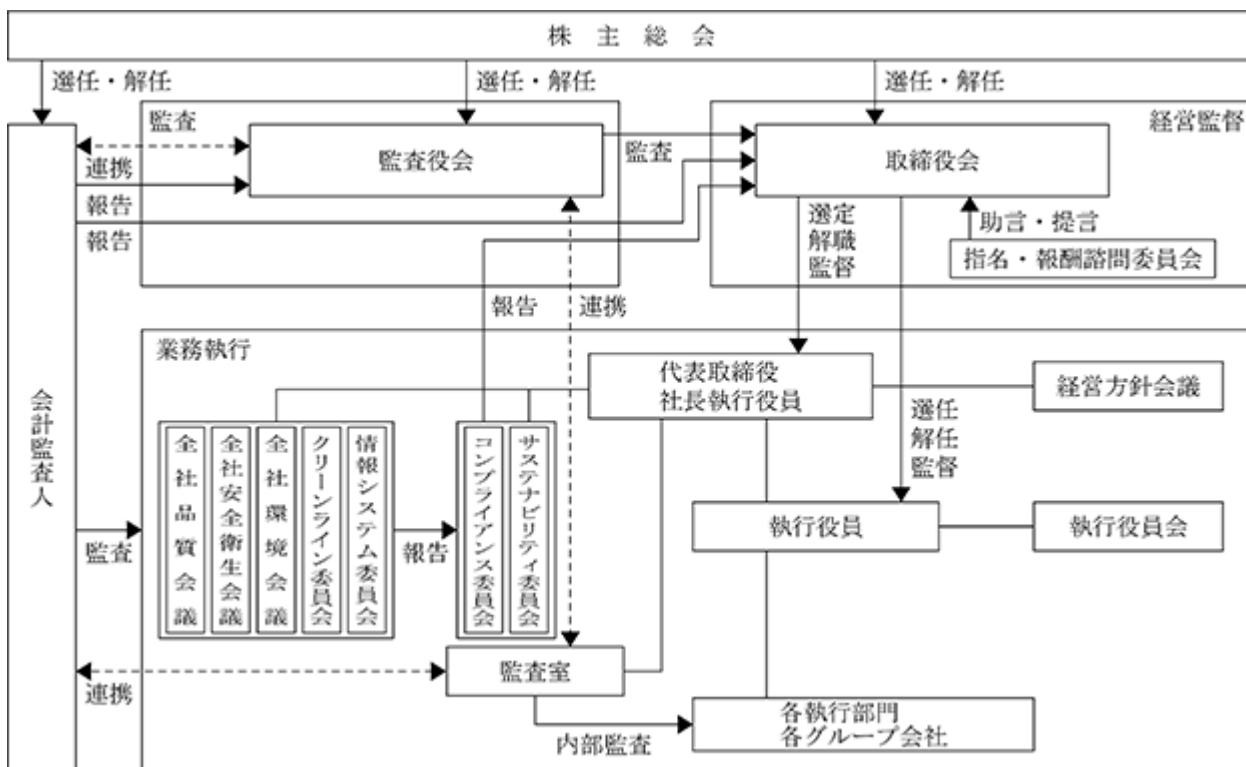 株主総会
選任・解任
選任・解任
選任・解任
監査
経営監督
監査役会
監査
取締役会
連携
報告
報告
選定
解職
監督
助言・提言
指名・報酬諮問委員会
報告
連携
業務執行
代表取締役
社長執行役員
経営方針会議
会計監査人
選任
解任
監督
全社品質会議
全社安全衛生会議
全社環境会議
クリーンライン委員会
情報システム委員会
報告
コンプライアンス委員会
サステナビリティ委員会
執行役員
執行役員会
監査
監査室
連携
内部監査
各執行部門
各グループ会社